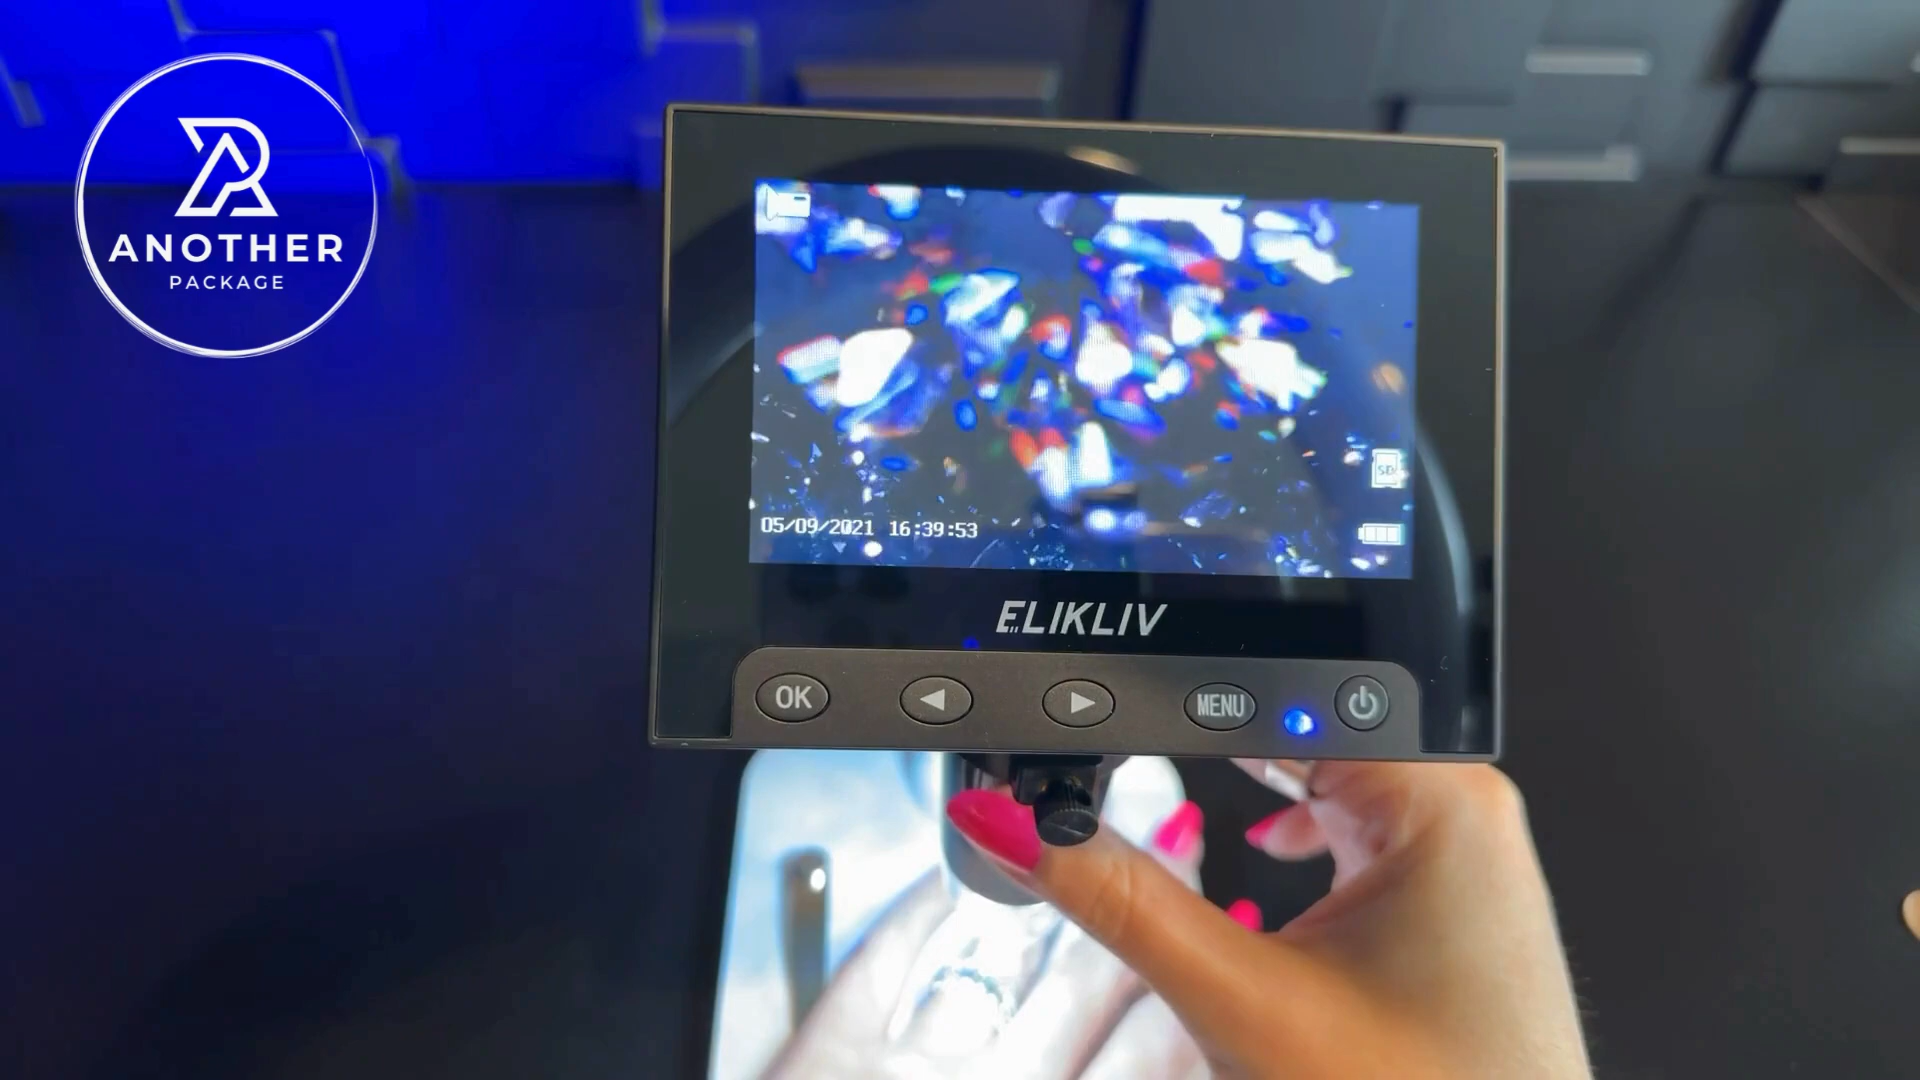 ANOTHER
PACKAGE
SD
05/09/2021 16:39:53
ELIKLIV
OK
MENU